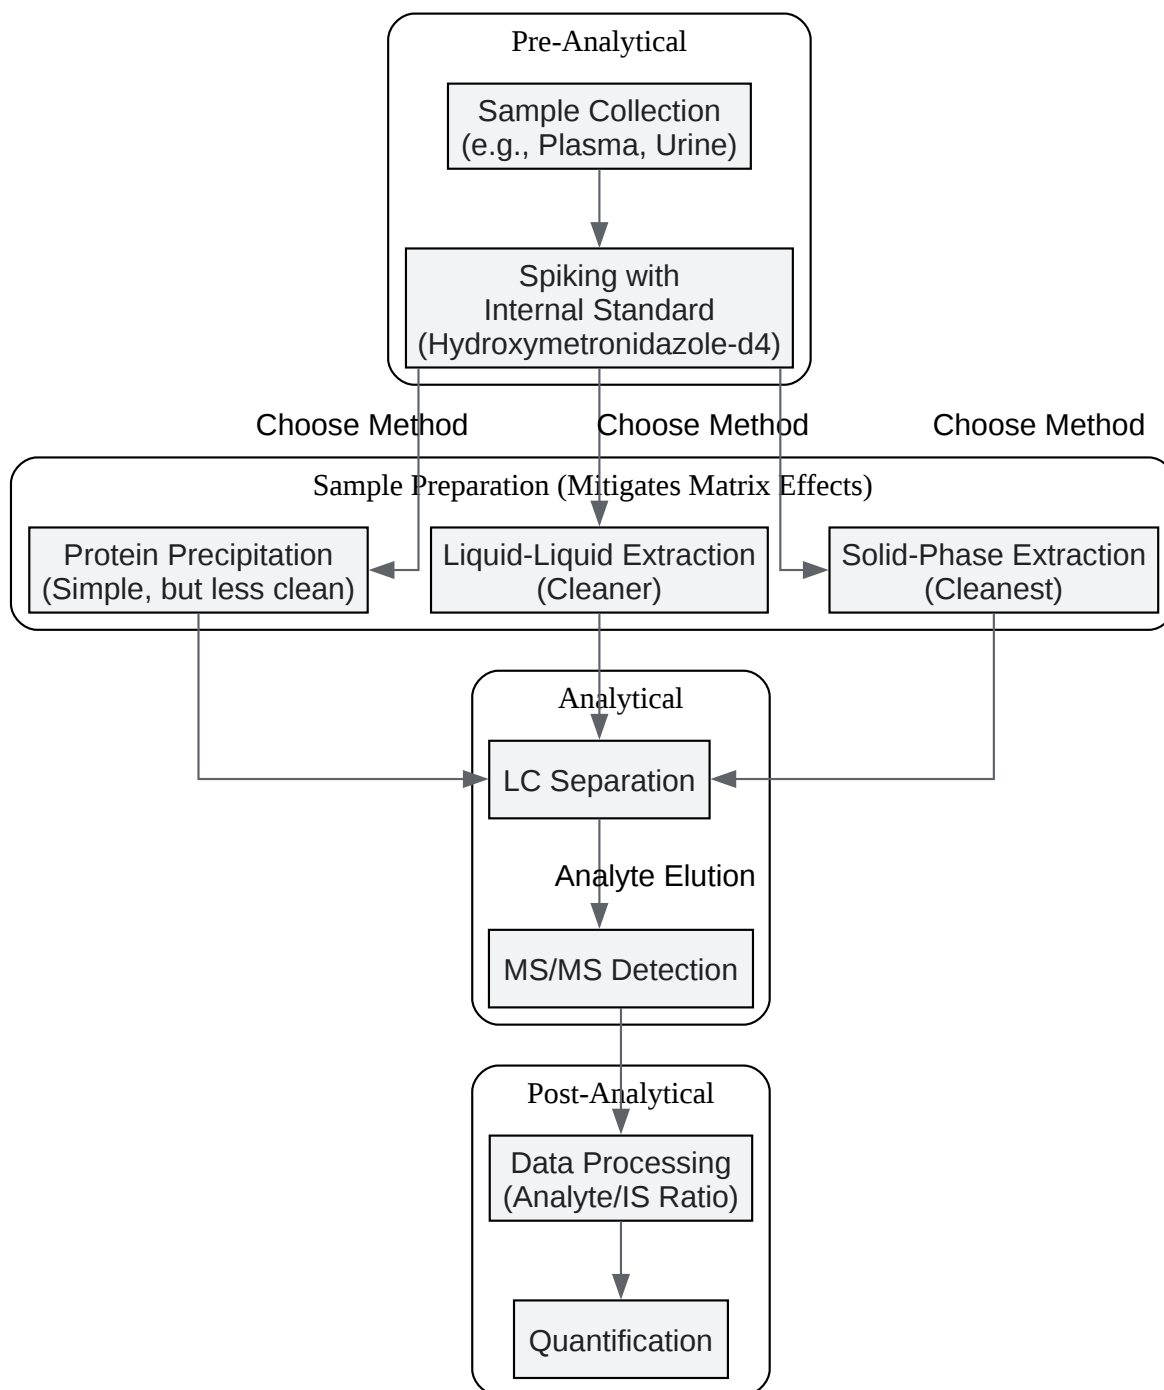 Pre-Analytical
Sample Collection
(e.g., Plasma, Urine)
Spiking with
Internal Standard
(Hydroxymetronidazole-d4)
Choose Method
Choose Method
Choose Method
Sample Preparation (Mitigates Matrix Effects)
Protein Precipitation
(Simple, but less clean)
Liquid-Liquid Extraction
(Cleaner)
Solid-Phase Extraction
(Cleanest)
Analytical
LC Separation
Analyte Elution
MS/MS Detection
Post-Analytical
Data Processing
(Analyte/IS Ratio)
Quantification